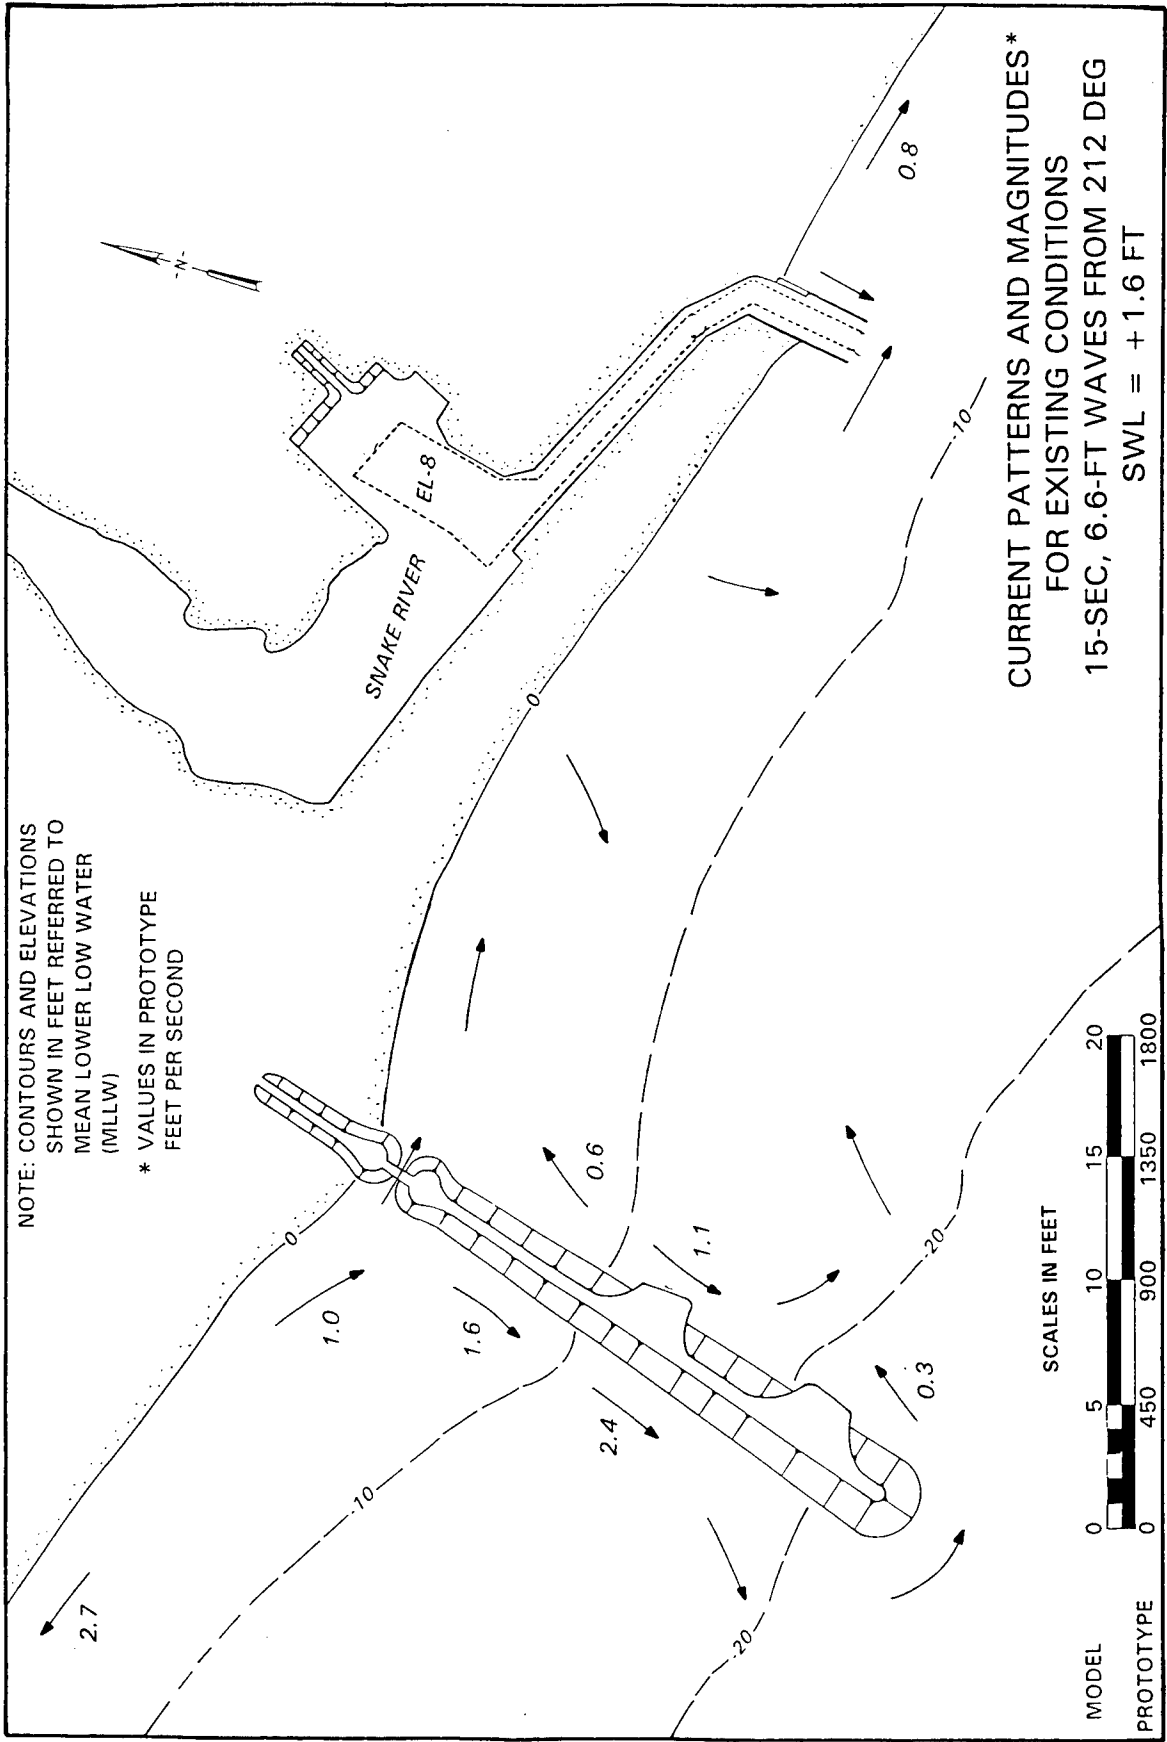 NOTE: CONTOURS AND ELEVATIONS
SHOWN IN FEET REFERRED TO
MEAN LOWER LOW WATER
(MLLW)
* VALUES IN PROTOTYPE
FEET PER SECOND
N
SNAKE RIVER
EL-8
0
0
-10
-10
-20
-20
2.7
1.0
1.6
2.4
0.6
1.1
0.3
0.8
CURRENT PATTERNS AND MAGNITUDES*
FOR EXISTING CONDITIONS
15-SEC, 6.6-FT WAVES FROM 212 DEG
SWL = +1.6 FT
SCALES IN FEET
MODEL 0 5 10 15 20
PROTOTYPE 0 450 900 1350 1800